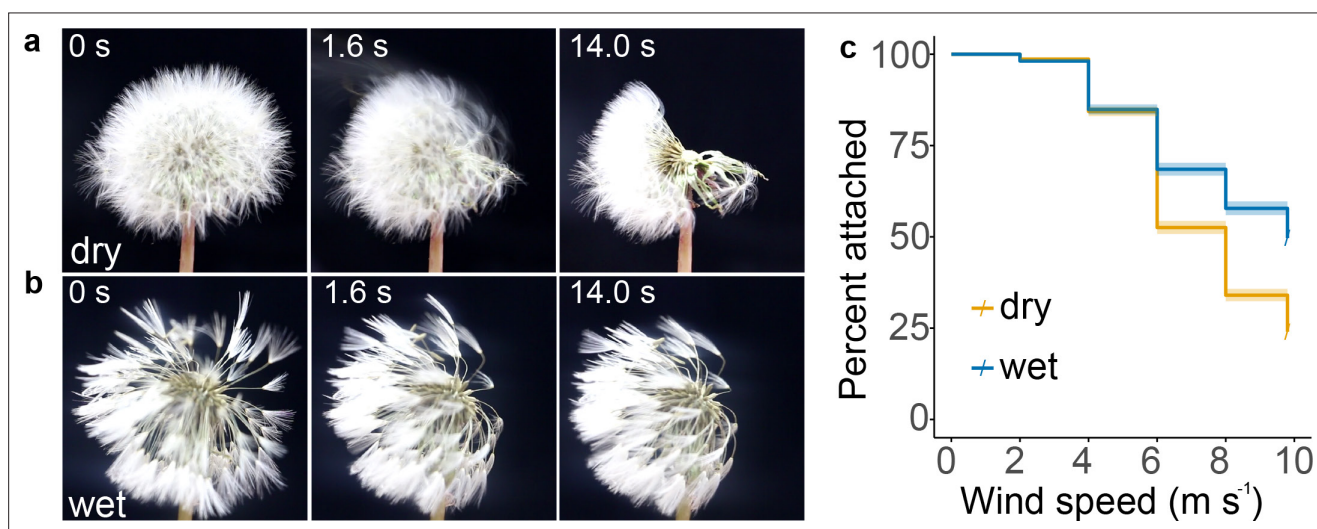 a
0 s
1.6 s
14.0 s
dry
b
0 s
1.6 s
14.0 s
wet
c
Percent attached
100
75
50
25
0
dry
wet
0 2 4 6 8 10
Wind speed (m s⁻¹)